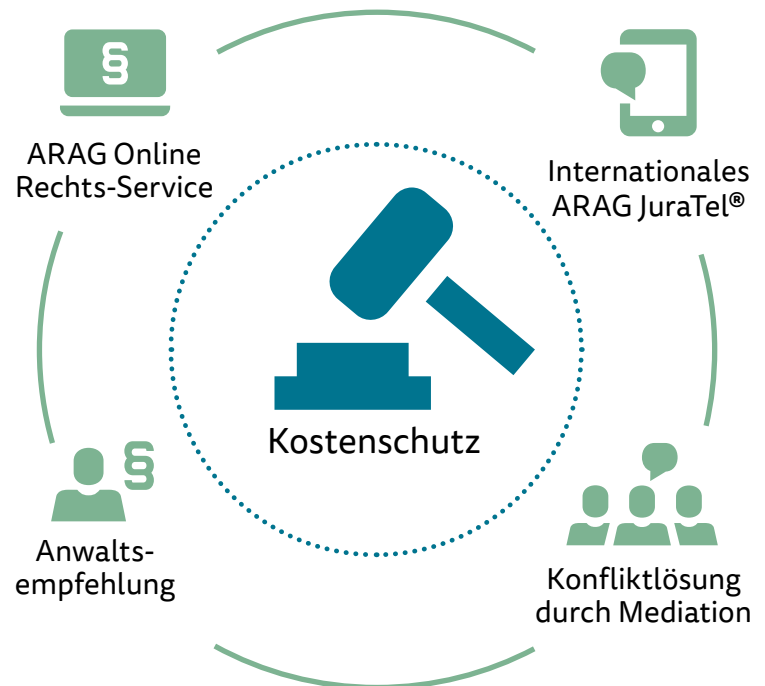 §
ARAG Online
Rechts-Service
Internationales
ARAG JuraTel®
Kostenschutz
§
Anwalts-
empfehlung
Konfliktlösung
durch Mediation